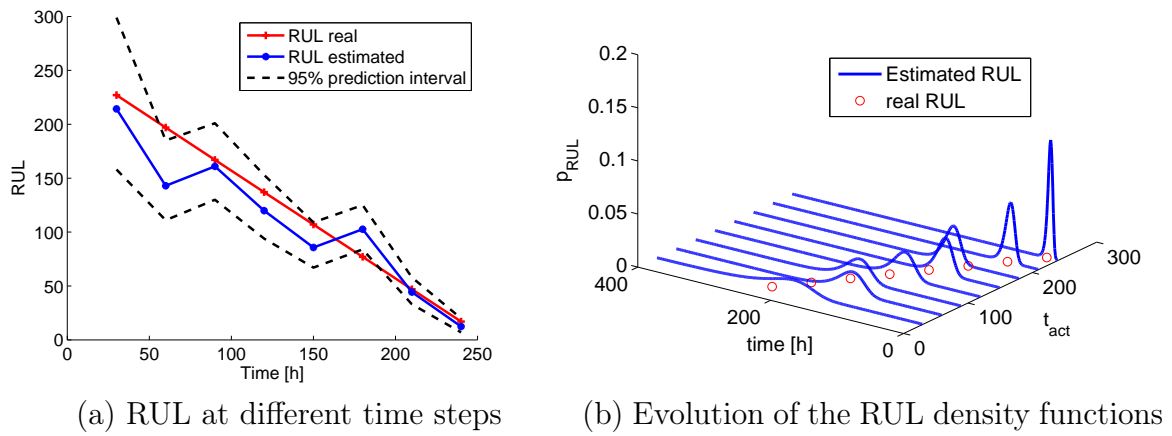 300
250
200
150
100
50
0
RUL
0 50 100 150 200 250
Time [h]
RUL real
RUL estimated
95% prediction interval
(a) RUL at different time steps
0.2
0.15
0.1
0.05
0
p_RUL
400
200
0
time [h]
0
100
200
300
t_act
Estimated RUL
real RUL
(b) Evolution of the RUL density functions